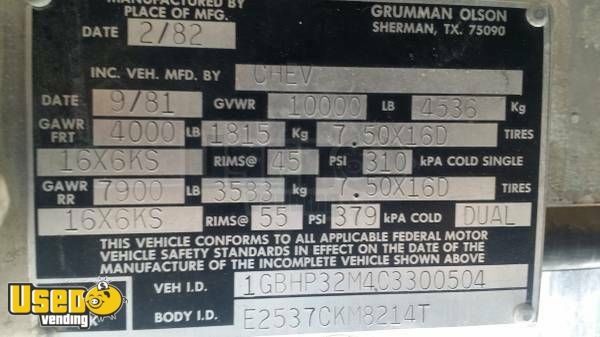 MANUFACTURED BY
PLACE OF MFG.
GRUMMAN OLSON
SHERMAN, TX. 75090
DATE 2/82
INC. VEH. MFD. BY CHEV
DATE 9/81 GVWR 10000 LB 4536 Kg
GAWR FRT 4000 LB 1815 Kg 7.50X16D TIRES
16X6KS RIMS@ 45 PSI 310 kPA COLD SINGLE
GAWR RR 7900 LB 3583 kg 7.50X16D TIRES
16X6KS RIMS@ 55 PSI 379 kPA COLD DUAL
THIS VEHICLE CONFORMS TO ALL APPLICABLE FEDERAL MOTOR
VEHICLE SAFETY STANDARDS IN EFFECT ON THE DATE OF THE
MANUFACTURE OF INCOMPLETE VEHICLE SHOWN ABOVE
VEH I.D. 1GBHP32M4C3300504
BODY I.D. E2537CKM8214T
Used
vending